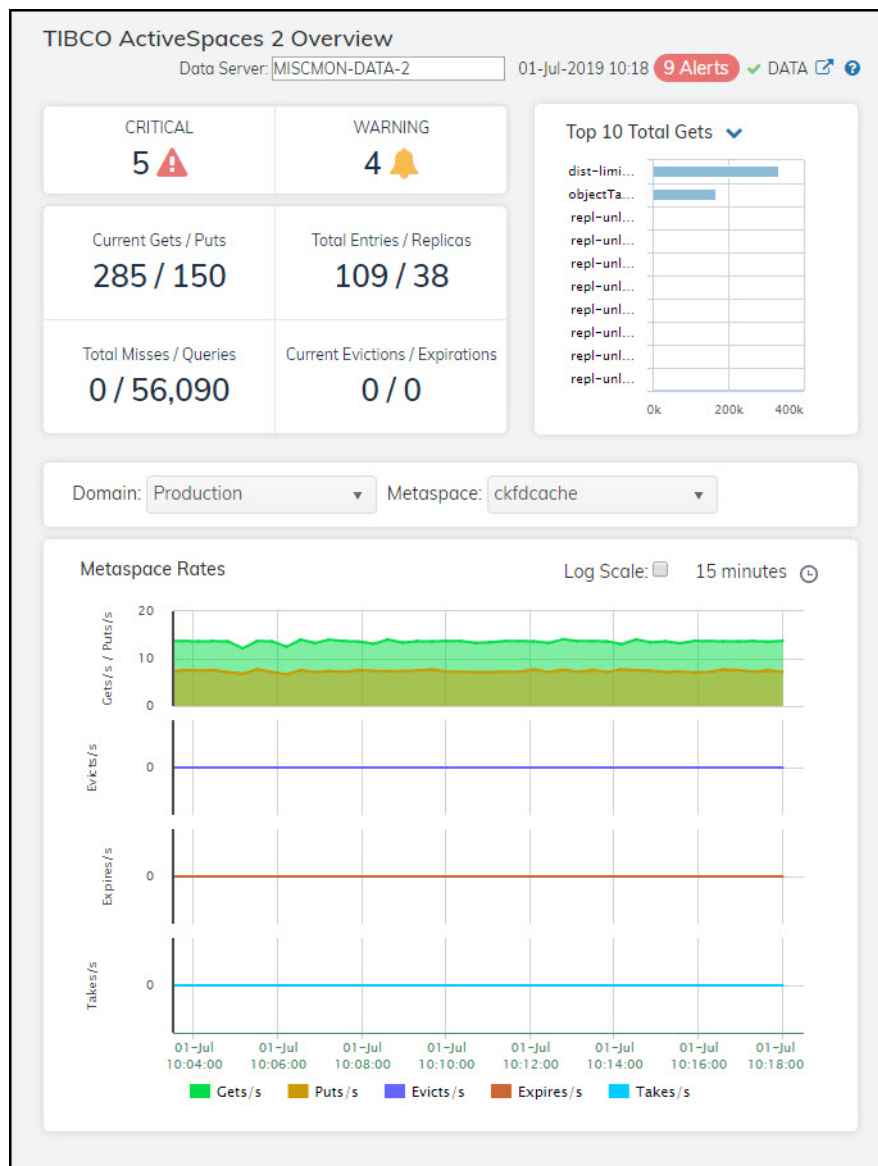 TIBCO ActiveSpaces 2 Overview
Data Server: MISCMON-DATA-2 01-Jul-2019 10:18 9 Alerts DATA
CRITICAL
5
WARNING
4
Current Gets / Puts
285 / 150
Total Entries / Replicas
109 / 38
Total Misses / Queries
0 / 56,090
Current Evictions / Expirations
0 / 0
Top 10 Total Gets
dist-limi...
objectTa...
repl-unl...
repl-unl...
repl-unl...
repl-unl...
repl-unl...
repl-unl...
repl-unl...
repl-unl...
0k 200k 400k
Domain: Production Metaspace: ckfdcache
Metaspace Rates Log Scale: 15 minutes
Gets/s / Puts/s
20
10
0
Evicts/s
0
Expires/s
0
Takes/s
0
01-Jul 01-Jul 01-Jul 01-Jul 01-Jul 01-Jul 01-Jul 01-Jul
10:04:00 10:06:00 10:08:00 10:10:00 10:12:00 10:14:00 10:16:00 10:18:00
Gets/s Puts/s Evicts/s Expires/s Takes/s